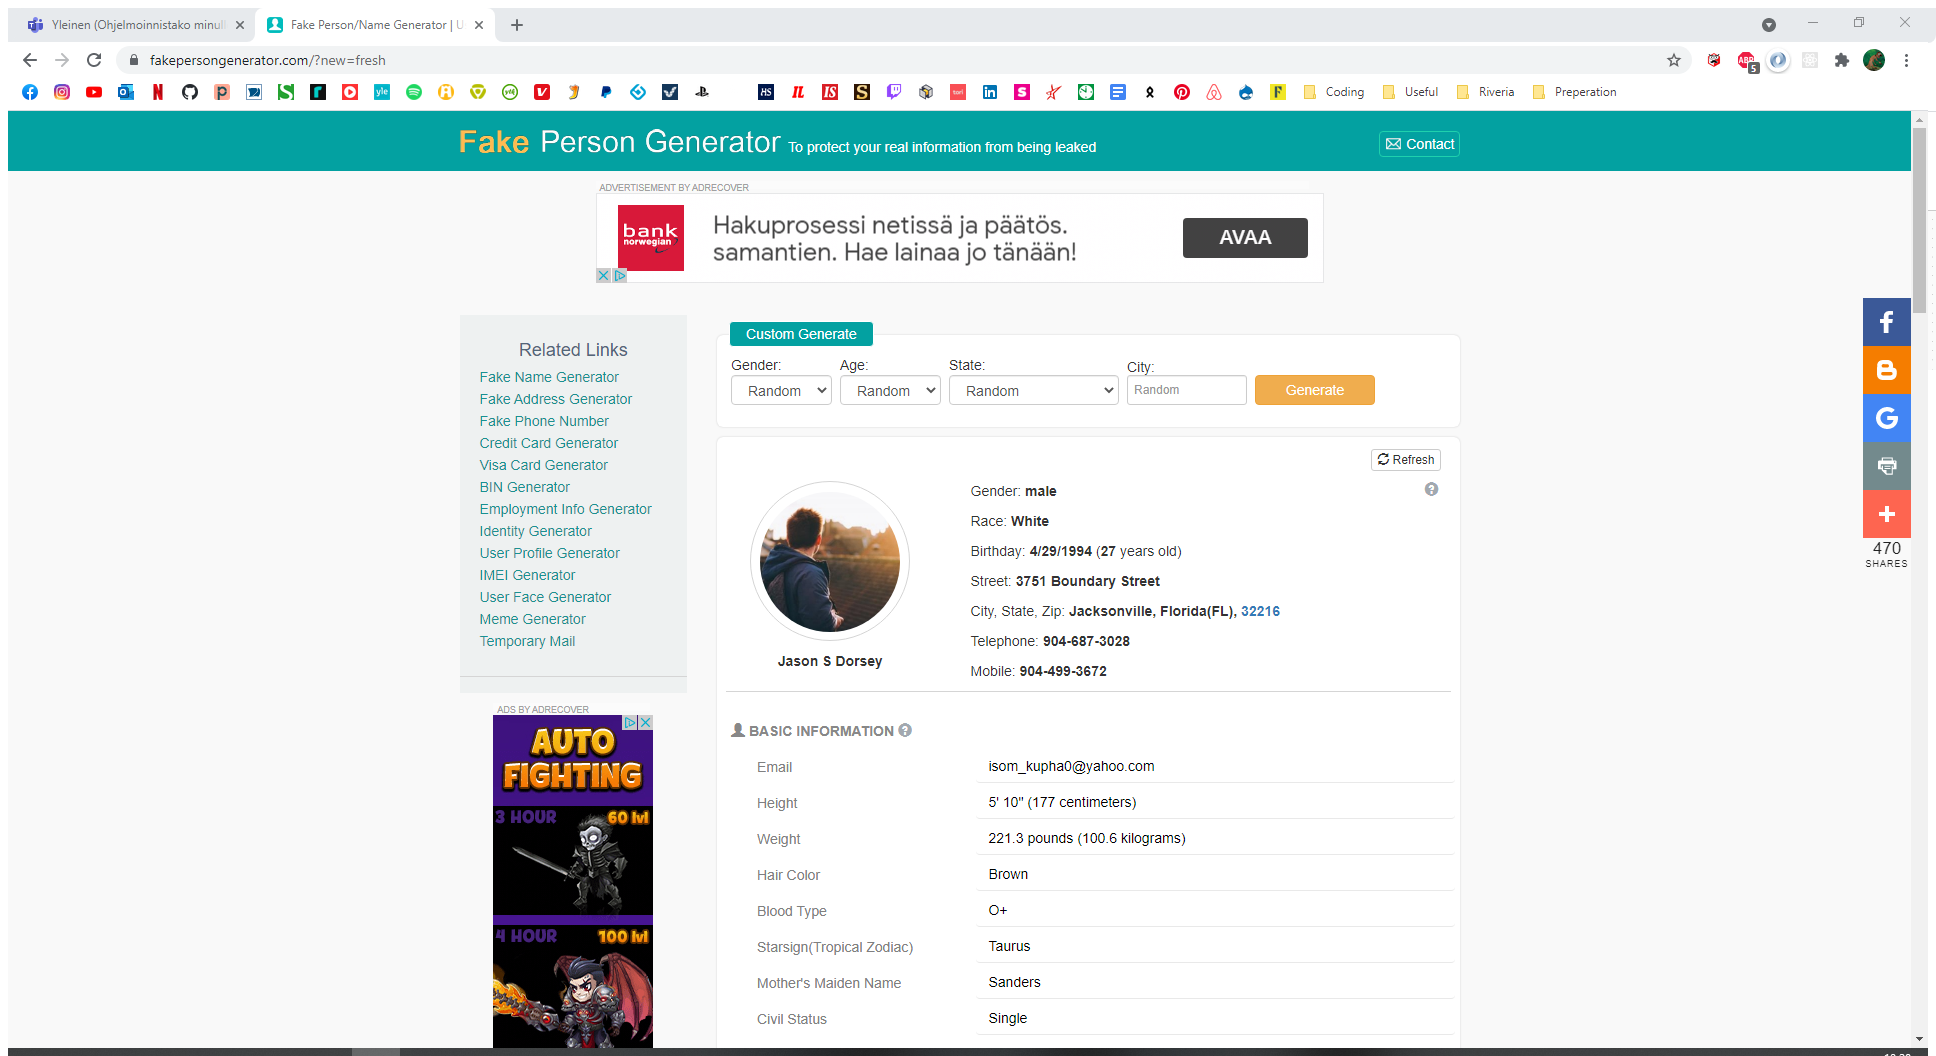 Yleinen (Ohjelmoinnistako minull
Fake Person/Name Generator | U
fakepersongenerator.com/?new=fresh
ABP
5
yle
HS
IL
IS
S
tori
Coding
Useful
Riveria
Preperation
Fake Person Generator To protect your real information from being leaked
Contact
ADVERTISEMENT BY ADRECOVER
bank
norwegian
Hakuprosessi netissä ja päätös.
samantien. Hae lainaa jo tänään!
AVAA
Related Links
Fake Name Generator
Fake Address Generator
Fake Phone Number
Credit Card Generator
Visa Card Generator
BIN Generator
Employment Info Generator
Identity Generator
User Profile Generator
IMEI Generator
User Face Generator
Meme Generator
Temporary Mail
ADS BY ADRECOVER
AUTO
FIGHTING
3 HOUR 60 lvl
4 HOUR 100 lvl
Custom Generate
Gender: Age: State: City:
Random Random Random Random Generate
Refresh
Jason S Dorsey
Gender: male
Race: White
Birthday: 4/29/1994 (27 years old)
Street: 3751 Boundary Street
City, State, Zip: Jacksonville, Florida(FL), 32216
Telephone: 904-687-3028
Mobile: 904-499-3672
BASIC INFORMATION
Email isom_kupha0@yahoo.com
Height 5' 10" (177 centimeters)
Weight 221.3 pounds (100.6 kilograms)
Hair Color Brown
Blood Type O+
Starsign(Tropical Zodiac) Taurus
Mother's Maiden Name Sanders
Civil Status Single
470
SHARES